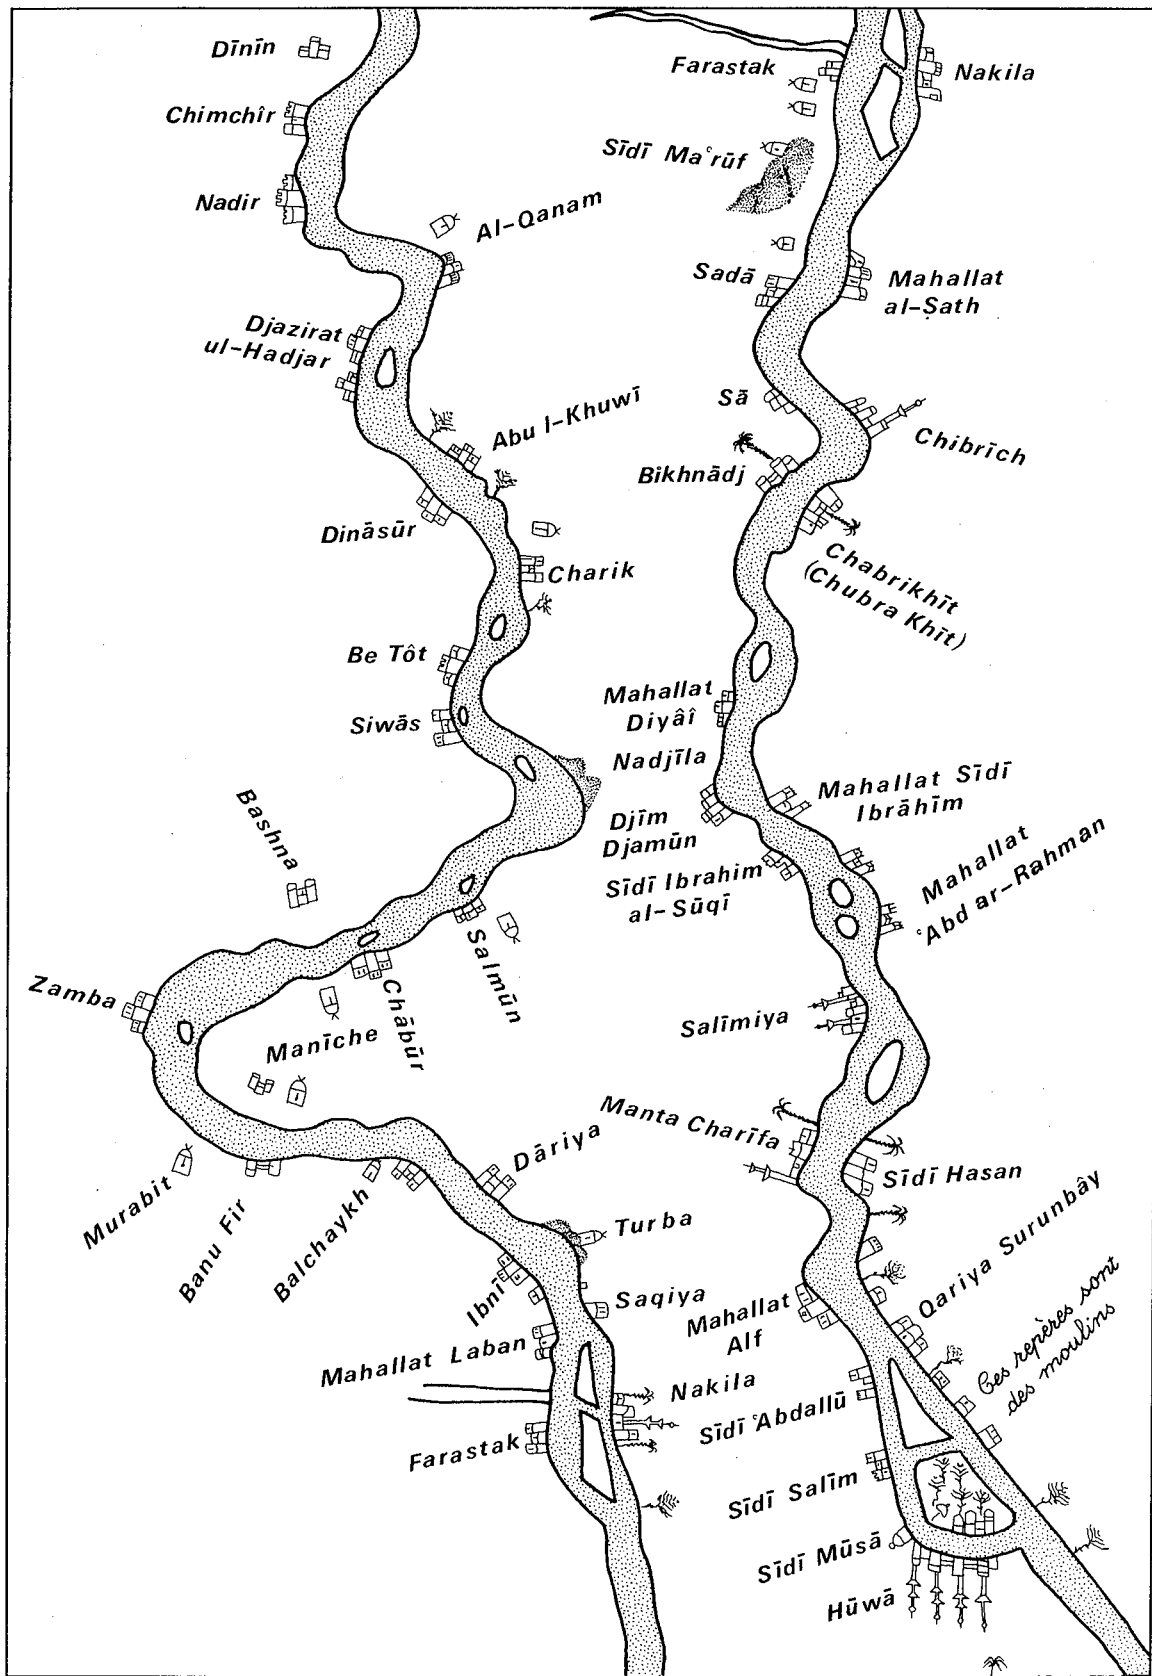 Dīnīn
Chimchîr
Nadir
Al-Qanam
Djazirat
ul-Hadjar
Abu l-Khuwī
Dināsūr
Charik
Be Tôt
Siwās
Bashna
Salmūn
Chābūr
Zamba
Manīche
Murabit
Banu Fir
Balchaykh
Dāriya
Turba
Ibnī
Saqiya
Mahallat Laban
Nakila
Farastak
Farastak
Nakila
Sīdī Maʿrūf
Sadā
Mahallat
al-Ṣath
Sā
Chibrīch
Bikhnādj
Chabrikhīt
(Chubra Khīt)
Mahallat
Diyâî
Nadjīla
Mahallat Sīdī
Ibrāhīm
Djīm
Djamūn
Sīdī Ibrahim
al-Sūqī
Mahallat
ʿAbd ar-Rahman
Salīmiya
Manta Charīfa
Sīdī Hasan
Qariya Surunbây
Mahallat
Alf
Ces repères sont
des moulins
Sīdī ʿAbdallū
Sīdī Salīm
Sīdī Mūsā
Hūwā